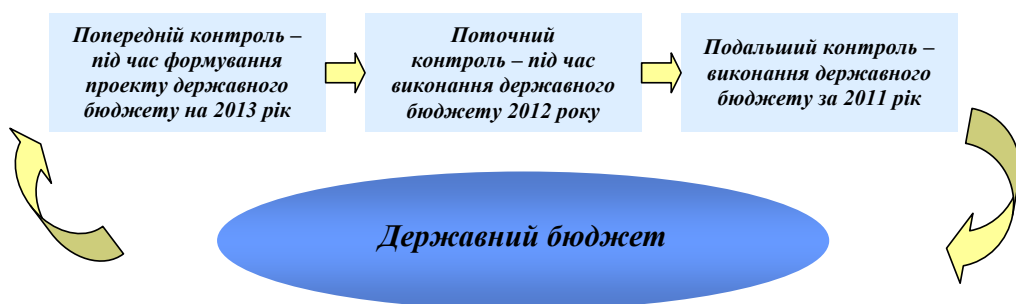 Попередній контроль –
під час формування
проекту державного
бюджету на 2013 рік
Поточний
контроль – під час
виконання державного
бюджету 2012 року
Подальший контроль –
виконання державного
бюджету за 2011 рік
Державний бюджет